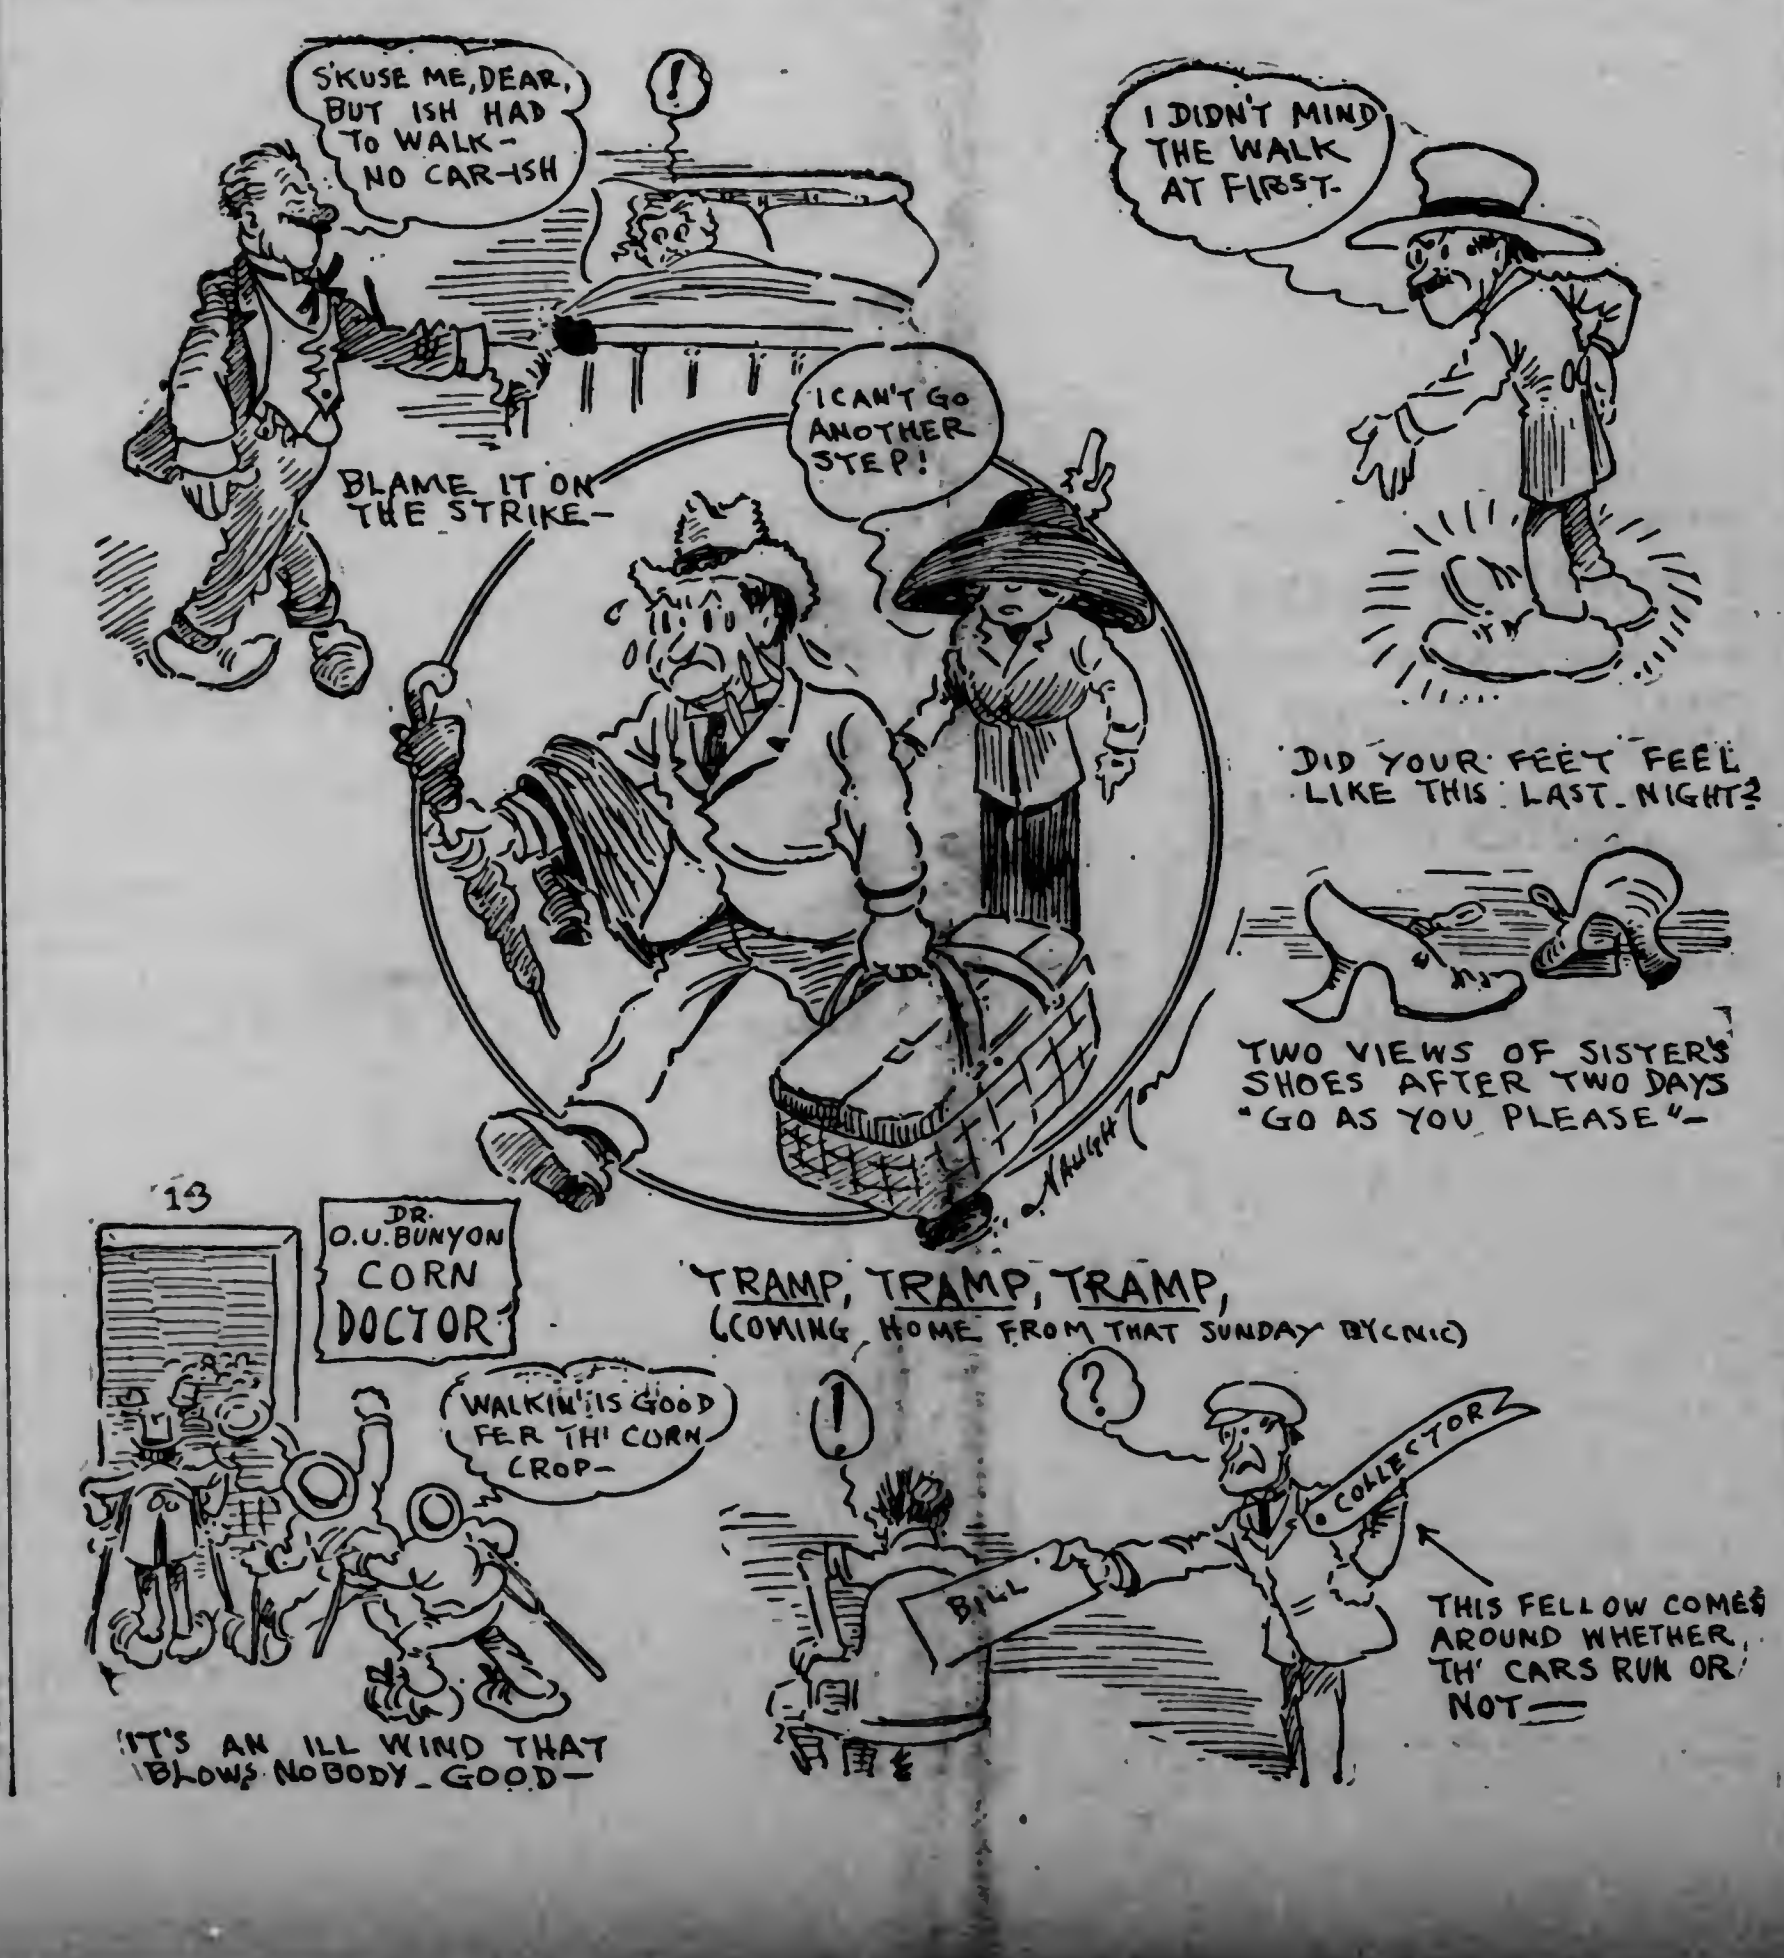 S'KUSE ME, DEAR,
BUT ISH HAD
TO WALK-
NO CAR-ISH
!
BLAME IT ON
THE STRIKE-
I CAN'T GO
ANOTHER
STEP!
I DIDN'T MIND
THE WALK
AT FIRST-
DID YOUR FEET FEEL
LIKE THIS LAST NIGHT?
TWO VIEWS OF SISTER'S
SHOES AFTER TWO DAYS
"GO AS YOU PLEASE"-
NAUGHTON
TRAMP, TRAMP, TRAMP,
(COMING HOME FROM THAT SUNDAY PYCNIC)
13
DR.
O.U. BUNYON
CORN
DOCTOR
WALKIN' IS GOOD
FER TH' CORN
CROP-
IT'S AN ILL WIND THAT
BLOWS NOBODY GOOD-
!
?
BILL
COLLECTOR
THIS FELLOW COMES
AROUND WHETHER
TH' CARS RUN OR
NOT